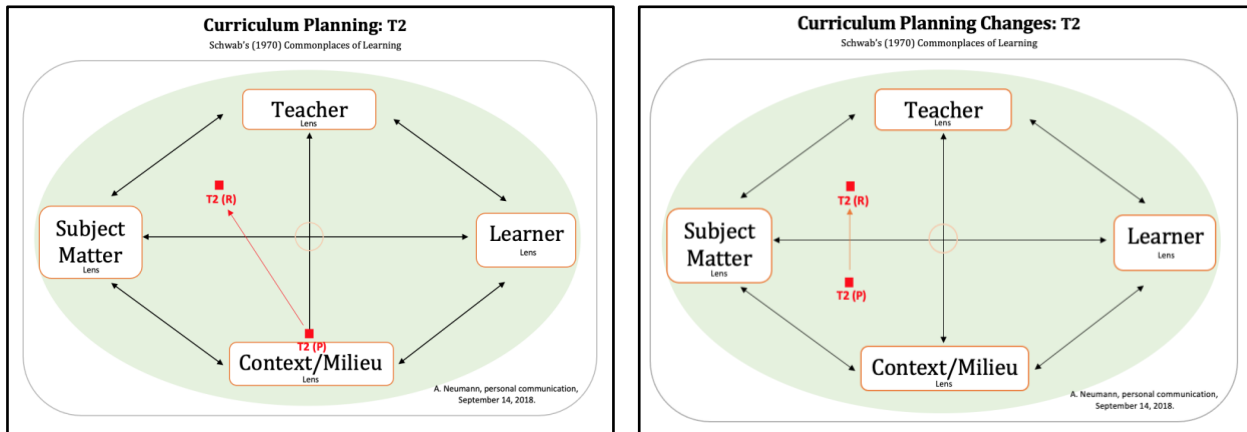 Curriculum Planning: T2
Schwab's (1970) Commonplaces of Learning
Teacher
Lens
T2 (R)
Subject
Matter
Lens
Learner
Lens
T2 (P)
Context/Milieu
Lens
A. Neumann, personal communication,
September 14, 2018.
Curriculum Planning Changes: T2
Schwab's (1970) Commonplaces of Learning
Teacher
Lens
T2 (R)
Subject
Matter
Lens
Learner
Lens
T2 (P)
Context/Milieu
Lens
A. Neumann, personal communication,
September 14, 2018.